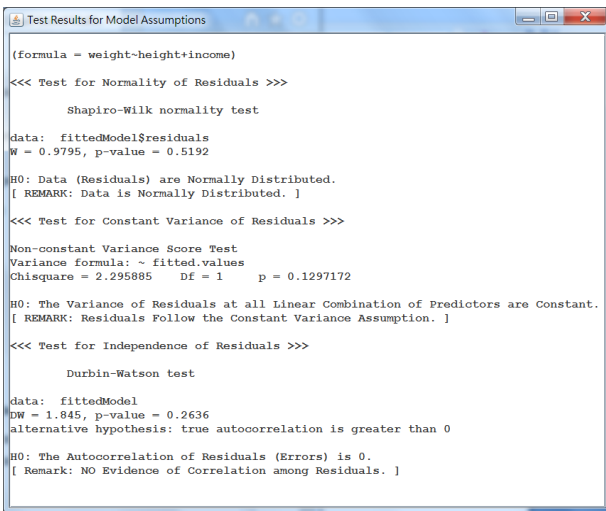 Test Results for Model Assumptions
(formula = weight~height+income)
<<< Test for Normality of Residuals >>>
Shapiro-Wilk normality test
data: fittedModel$residuals
W = 0.9795, p-value = 0.5192
H0: Data (Residuals) are Normally Distributed.
[ REMARK: Data is Normally Distributed. ]
<<< Test for Constant Variance of Residuals >>>
Non-constant Variance Score Test
Variance formula: ~ fitted.values
Chisquare = 2.295885 Df = 1 p = 0.1297172
H0: The Variance of Residuals at all Linear Combination of Predictors are Constant.
[ REMARK: Residuals Follow the Constant Variance Assumption. ]
<<< Test for Independence of Residuals >>>
Durbin-Watson test
data: fittedModel
DW = 1.845, p-value = 0.2636
alternative hypothesis: true autocorrelation is greater than 0
H0: The Autocorrelation of Residuals (Errors) is 0.
[ Remark: NO Evidence of Correlation among Residuals. ]